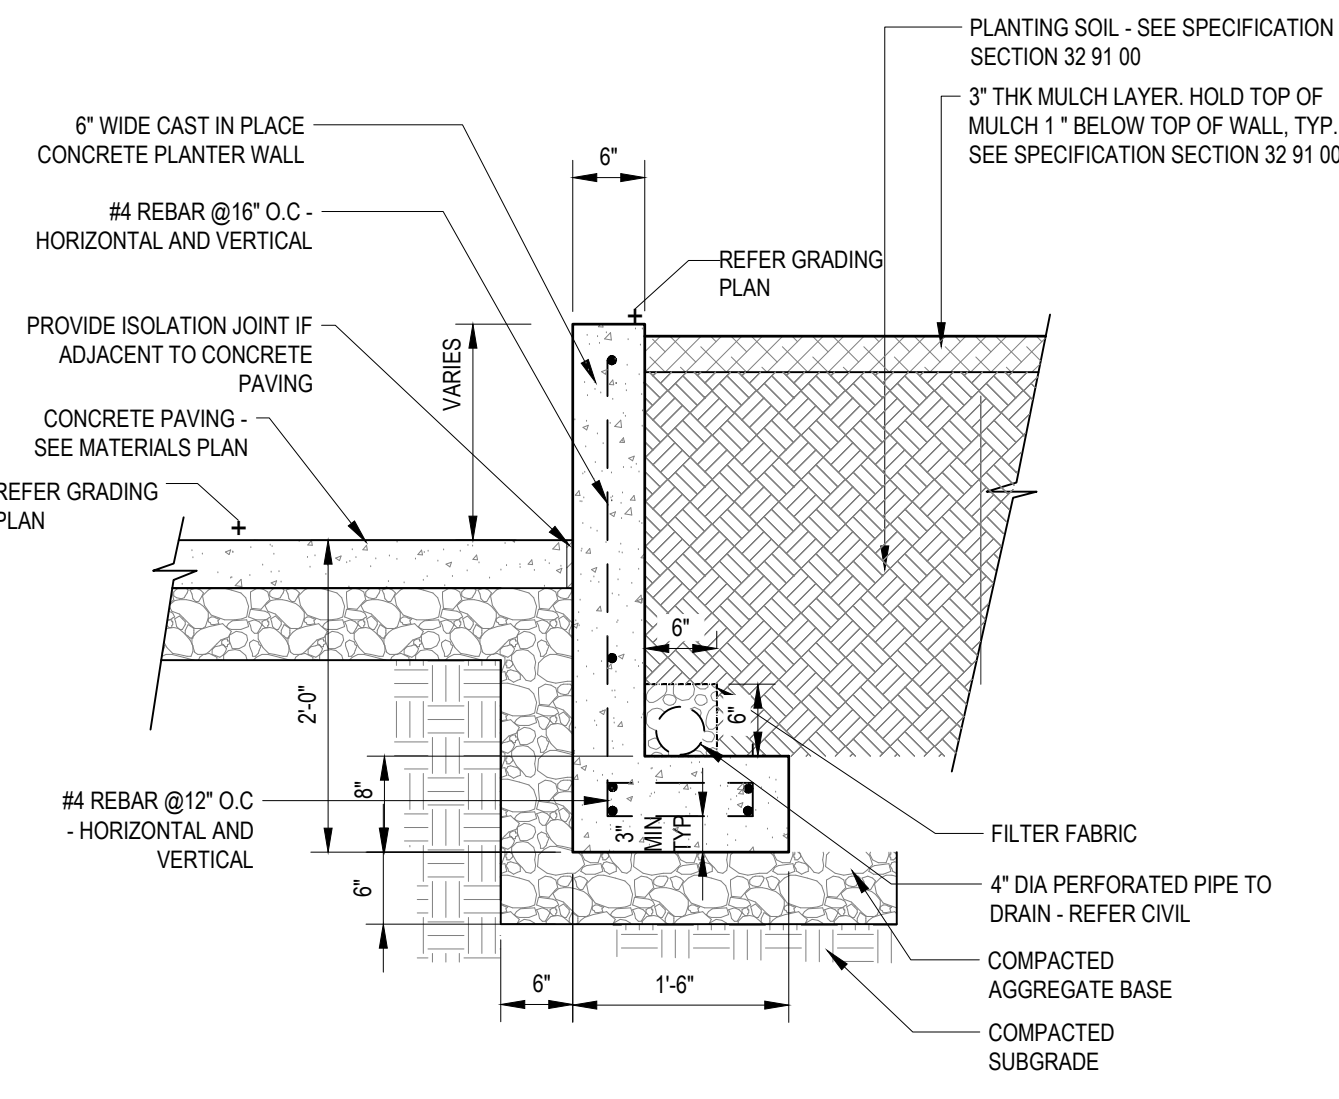 PLANTING SOIL - SEE SPECIFICATION
SECTION 32 91 00
3" THK MULCH LAYER. HOLD TOP OF
MULCH 1 " BELOW TOP OF WALL, TYP.
SEE SPECIFICATION SECTION 32 91 00
6" WIDE CAST IN PLACE
CONCRETE PLANTER WALL
6"
#4 REBAR @16" O.C -
HORIZONTAL AND VERTICAL
REFER GRADING
PLAN
PROVIDE ISOLATION JOINT IF
ADJACENT TO CONCRETE
PAVING
VARIES
CONCRETE PAVING -
SEE MATERIALS PLAN
REFER GRADING
PLAN
6"
2'-0"
6"
8"
#4 REBAR @12" O.C
- HORIZONTAL AND
VERTICAL
3"
MIN
TYP
FILTER FABRIC
6"
4" DIA PERFORATED PIPE TO
DRAIN - REFER CIVIL
COMPACTED
AGGREGATE BASE
6"
1'-6"
COMPACTED
SUBGRADE